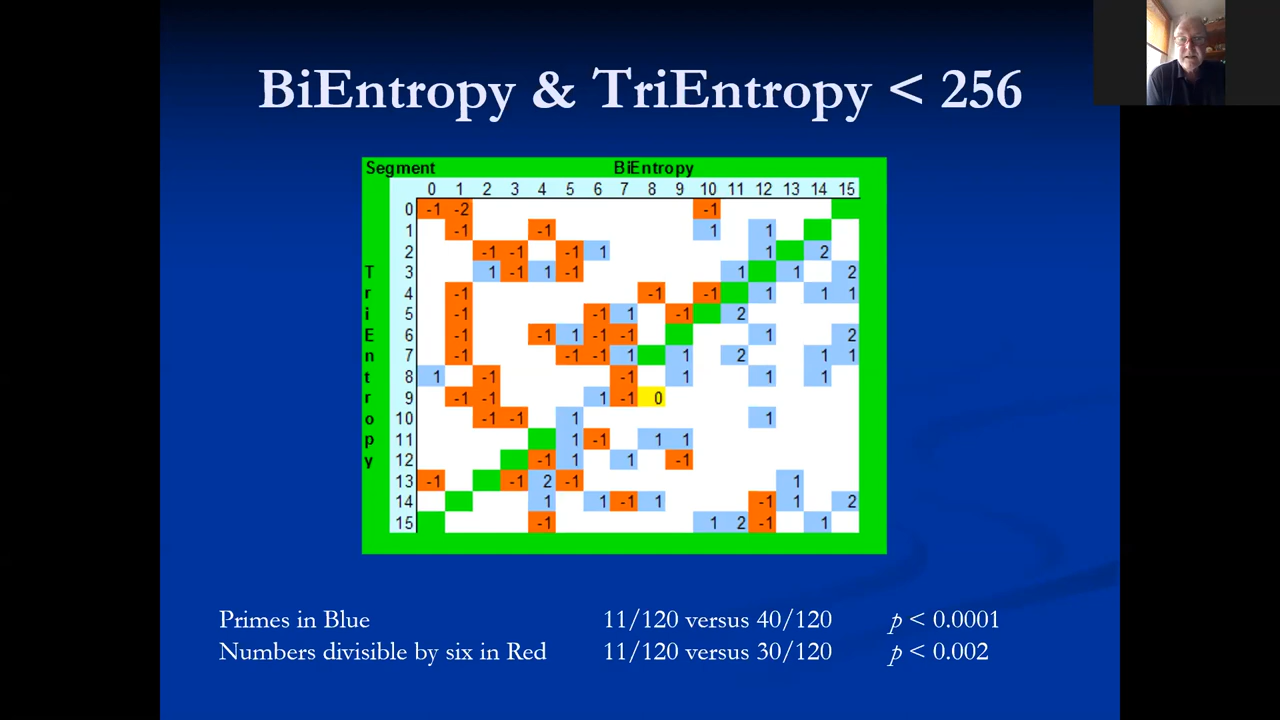 BiEntropy & TriEntropy < 256
Segment BiEntropy
0 1 2 3 4 5 6 7 8 9 10 11 12 13 14 15
TriEntropy
0 -1 -2 -1
1 -1 -1 1 1
2 -1 -1 -1 1 1 2
3 1 -1 1 -1 1 1 2
4 -1 -1 -1 1 1 1
5 -1 -1 1 -1 2
6 -1 -1 1 -1 -1 1 2
7 -1 -1 -1 1 1 2 1 1
8 1 -1 -1 1 1 1
9 -1 -1 1 -1 0
10 -1 -1 1 1
11 1 -1 1 1
12 -1 1 1 -1
13 -1 -1 2 -1 1
14 1 1 -1 1 -1 1 2
15 -1 1 2 -1 1
Primes in Blue 11/120 versus 40/120 p < 0.0001
Numbers divisible by six in Red 11/120 versus 30/120 p < 0.002